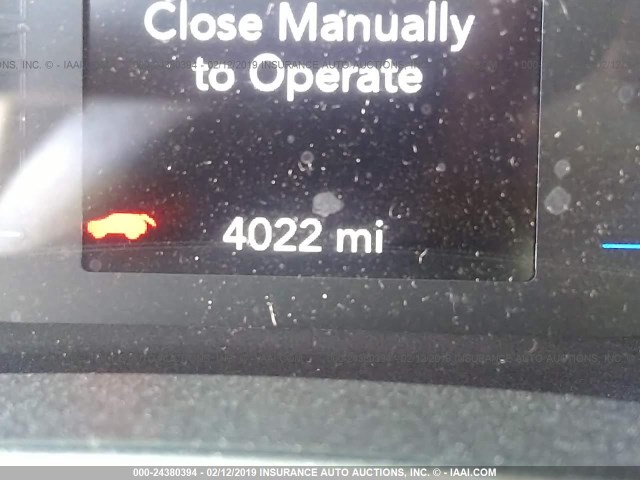 Close Manually
to Operate
4022 mi
000-24380394 - 02/12/2019 INSURANCE AUTO AUCTIONS, INC. © - IAAI.COM